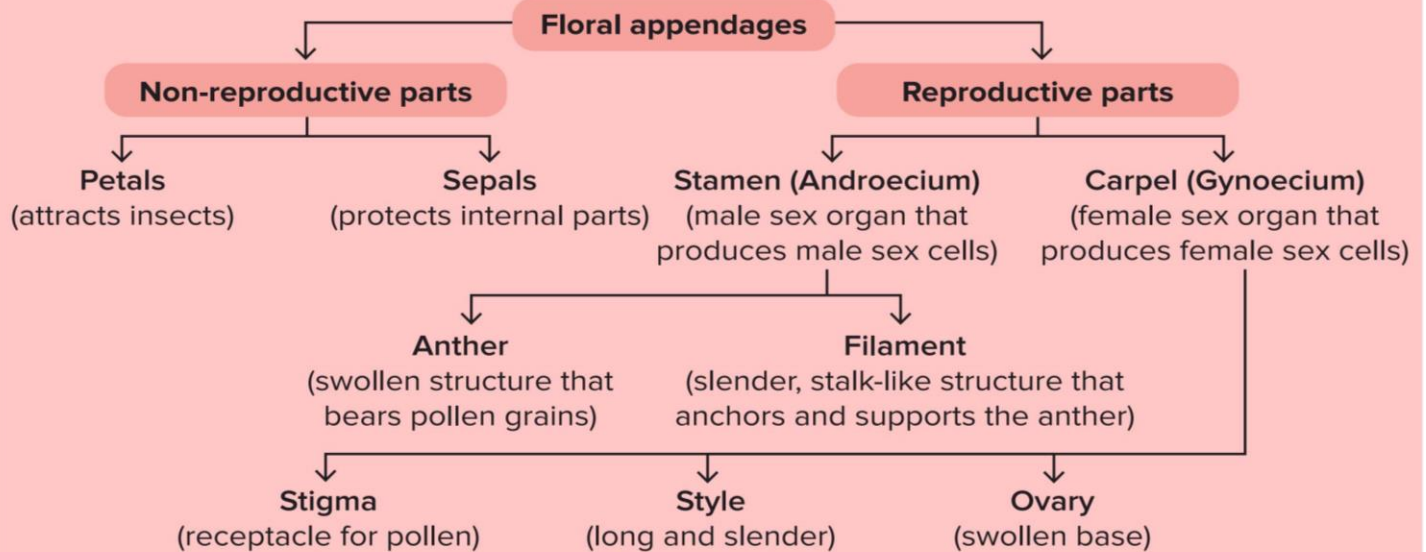 Floral appendages
Non-reproductive parts
Reproductive parts
Petals
(attracts insects)
Sepals
(protects internal parts)
Stamen (Androecium)
(male sex organ that
produces male sex cells)
Carpel (Gynoecium)
(female sex organ that
produces female sex cells)
Anther
(swollen structure that
bears pollen grains)
Filament
(slender, stalk-like structure that
anchors and supports the anther)
Stigma
(receptacle for pollen)
Style
(long and slender)
Ovary
(swollen base)